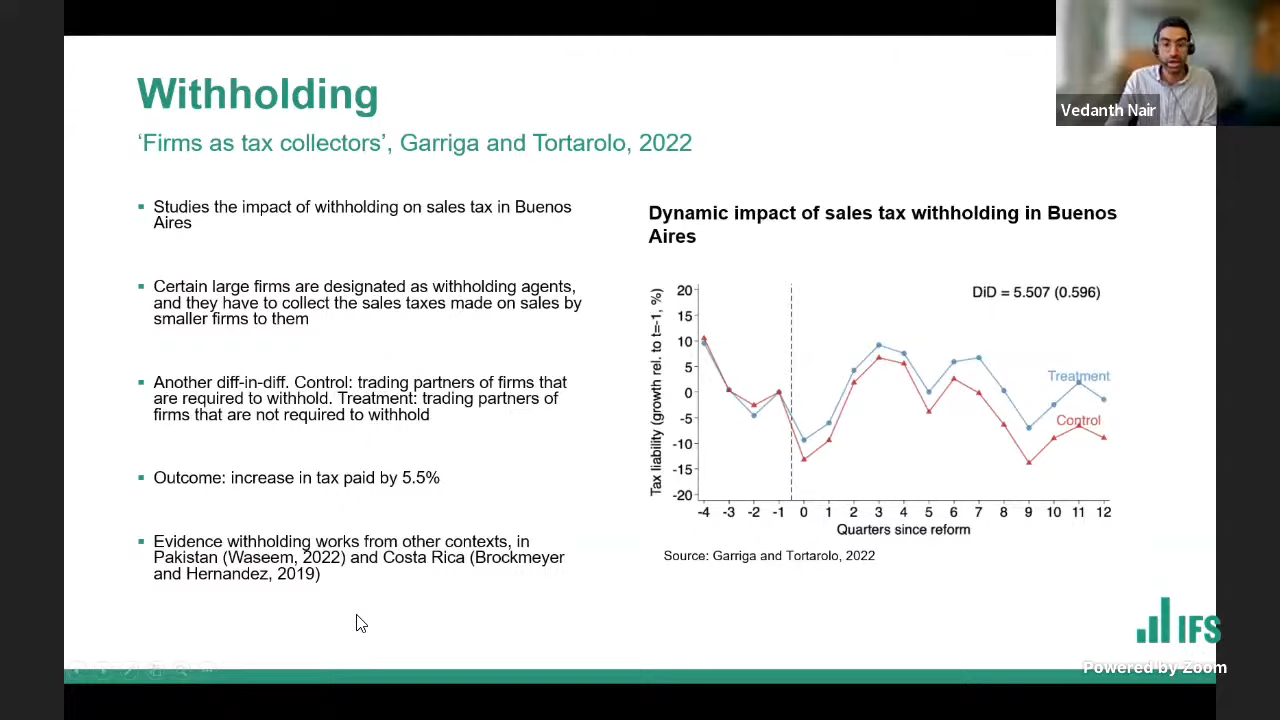 Withholding
‘Firms as tax collectors’, Garriga and Tortarolo, 2022
Vedanth Nair
Studies the impact of withholding on sales tax in Buenos
Aires
Certain large firms are designated as withholding agents,
and they have to collect the sales taxes made on sales by
smaller firms to them
Another diff-in-diff. Control: trading partners of firms that
are required to withhold. Treatment: trading partners of
firms that are not required to withhold
Outcome: increase in tax paid by 5.5%
Evidence withholding works from other contexts, in
Pakistan (Waseem, 2022) and Costa Rica (Brockmeyer
and Hernandez, 2019)
Dynamic impact of sales tax withholding in Buenos
Aires
DiD = 5.507 (0.596)
Tax liability (growth rel. to t=-1, %)
20
15
10
5
0
-5
-10
-15
-20
Treatment
Control
-4 -3 -2 -1 0 1 2 3 4 5 6 7 8 9 10 11 12
Quarters since reform
Source: Garriga and Tortarolo, 2022
IFS
Powered by Zoom